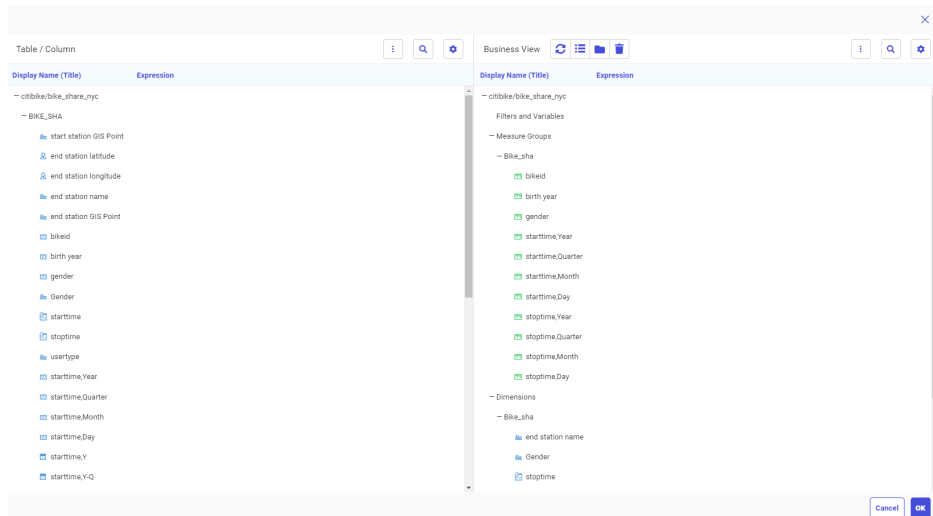 Table / Column
Display Name (Title) Expression
citibike/bike_share_nyc
BIKE_SHA
start station GIS Point
end station latitude
end station longitude
end station name
end station GIS Point
bikeid
birth year
gender
Gender
starttime
stoptime
usertype
starttime,Year
starttime,Quarter
starttime,Month
starttime,Day
starttime,Y
starttime,Y-Q
Business View
Display Name (Title) Expression
citibike/bike_share_nyc
Filters and Variables
Measure Groups
Bike_sha
bikeid
birth year
gender
starttime,Year
starttime,Quarter
starttime,Month
starttime,Day
stoptime,Year
stoptime,Quarter
stoptime,Month
stoptime,Day
Dimensions
Bike_sha
end station name
Gender
stoptime
Cancel OK